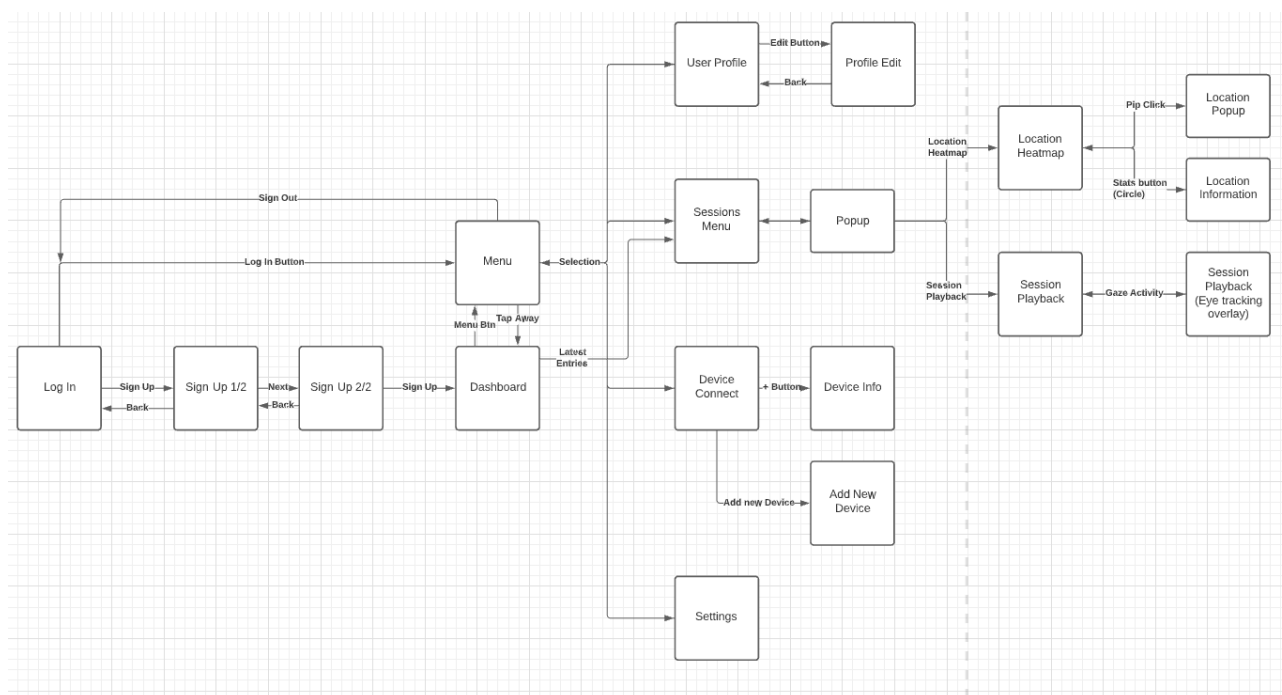 User Profile
Edit Button
Back
Profile Edit
Location
Popup
Pip Click
Location
Heatmap
Location
Heatmap
Stats button
(Circle)
Location
Information
Sign Out
Sessions
Menu
Popup
Log In Button
Menu
Selection
Session
Playback
Session
Playback
Gaze Activity
Session
Playback
(Eye tracking
overlay)
Menu Btn
Tap Away
Latest
Entries
Log In
Sign Up
Back
Sign Up 1/2
Next
Back
Sign Up 2/2
Sign Up
Dashboard
Device
Connect
+ Button
Device Info
Add new Device
Add New
Device
Settings